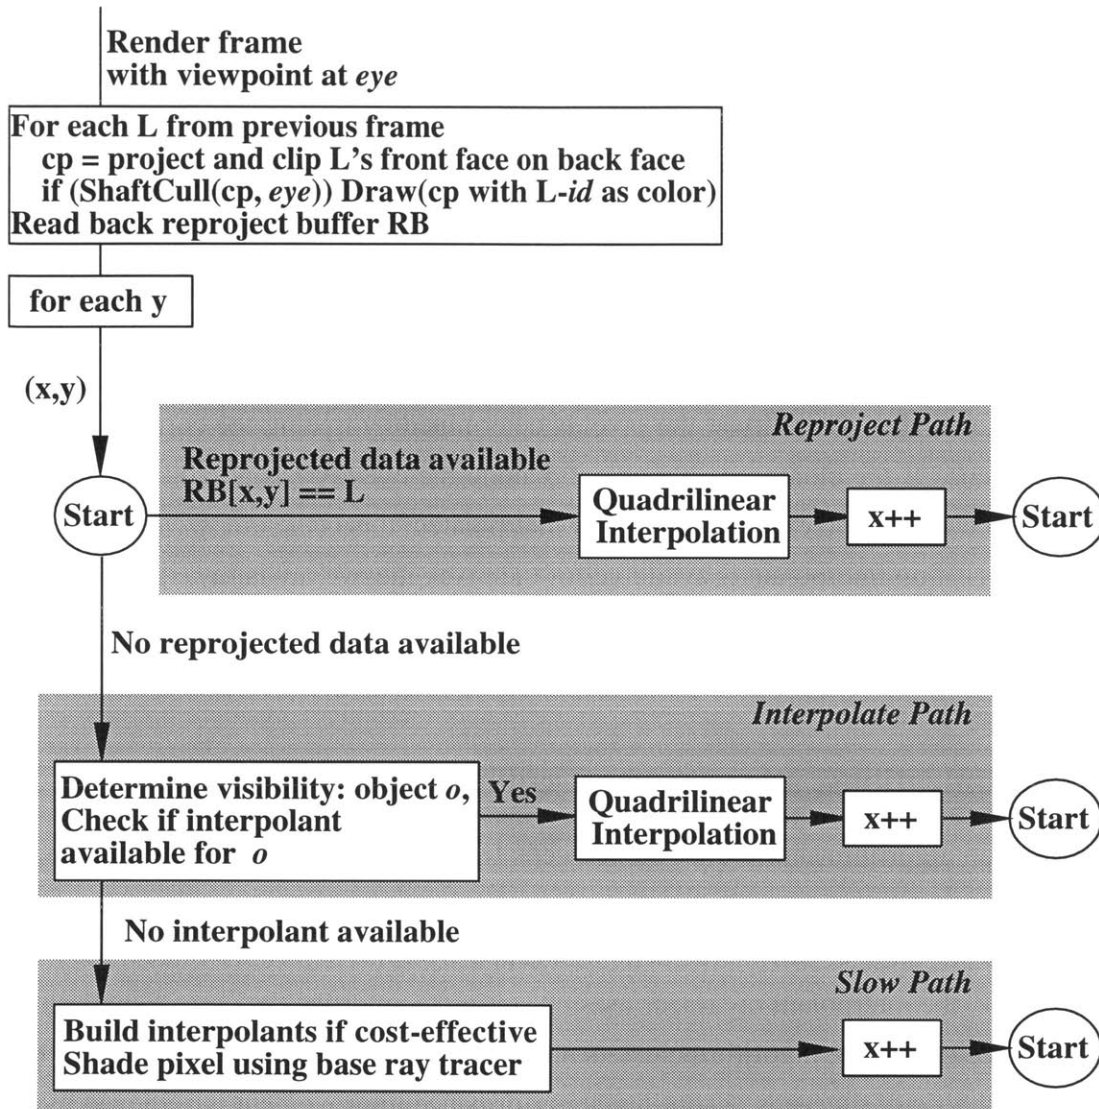 Render frame
with viewpoint at eye
For each L from previous frame
cp = project and clip L's front face on back face
if (ShaftCull(cp, eye)) Draw(cp with L-id as color)
Read back reproject buffer RB
for each y
(x,y)
Reproject Path
Reprojected data available
RB[x,y] == L
Start
Quadrilinear
Interpolation
x++
Start
No reprojected data available
Interpolate Path
Determine visibility: object o,
Check if interpolant
available for o
Yes
Quadrilinear
Interpolation
x++
Start
No interpolant available
Slow Path
Build interpolants if cost-effective
Shade pixel using base ray tracer
x++
Start